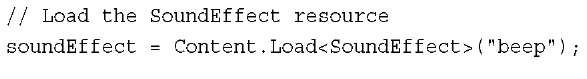 // Load the SoundEffect resource
soundEffect = Content.Load<SoundEffect>("beep");